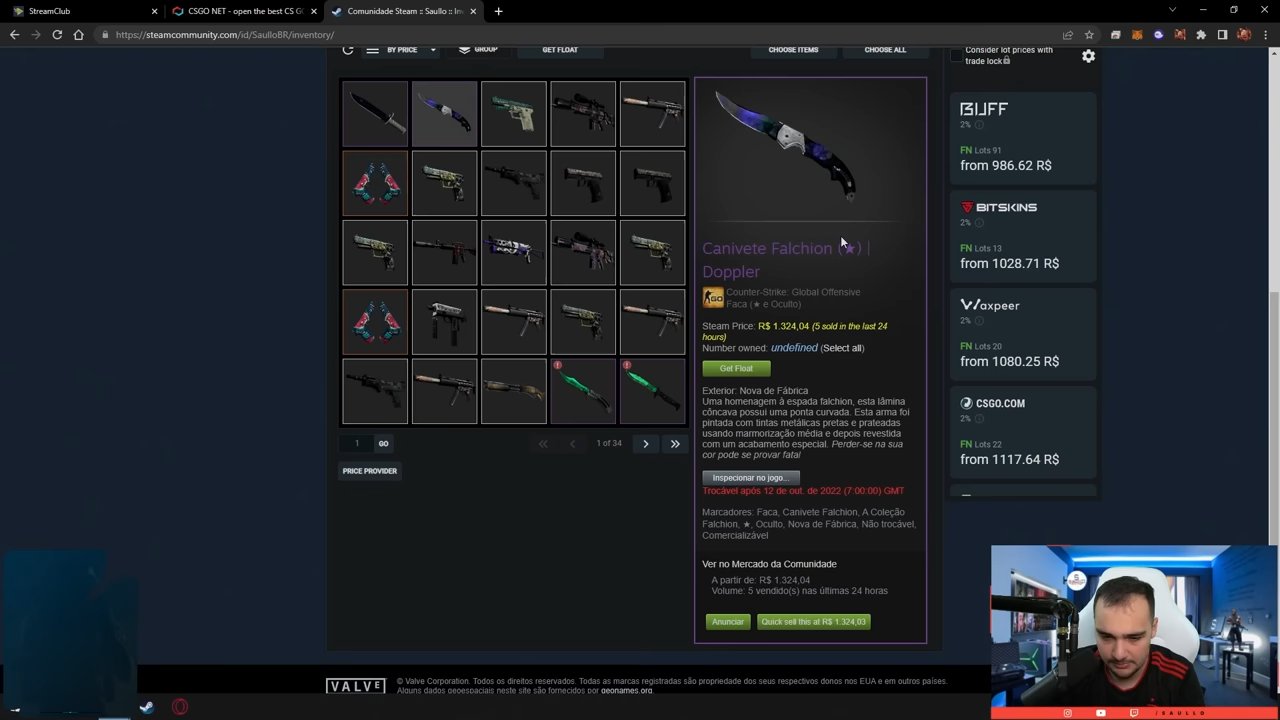 StreamClub
CSGO NET - open the best CS G
Comunidade Steam :: Saullo :: In
https://steamcommunity.com/id/SaulloBR/inventory/
BY PRICE
GROUP
GET FLOAT
CHOOSE ITEMS
CHOOSE ALL
Consider lot prices with
trade lock
1
GO
1 of 34
PRICE PROVIDER
Canivete Falchion (★) |
Doppler
Counter-Strike: Global Offensive
Faca (★ e Oculto)
Steam Price: R$ 1.324,04 (5 sold in the last 24
hours)
Number owned: undefined (Select all)
Get Float
Exterior: Nova de Fábrica
Uma homenagem à espada falchion, esta lâmina
côncava possui uma ponta curvada. Esta arma foi
pintada com tintas metálicas pretas e prateadas
usando marmorização média e depois revestida
com um acabamento especial. Perder-se na sua
cor pode se provar fatal
Inspecionar no jogo...
Trocável após 12 de out. de 2022 (7:00:00) GMT
Marcadores: Faca, Canivete Falchion, A Coleção
Falchion, ★, Oculto, Nova de Fábrica, Não trocável,
Comercializável
Ver no Mercado da Comunidade
A partir de: R$ 1.324,04
Volume: 5 vendido(s) nas últimas 24 horas
Anunciar
Quick sell this at R$ 1.324,03
BUFF
2%
FN Lots 91
from 986.62 R$
BITSKINS
2%
FN Lots 13
from 1028.71 R$
waxpeer
2%
FN Lots 20
from 1080.25 R$
CSGO.COM
2%
FN Lots 22
from 1117.64 R$
VALVE
© Valve Corporation. Todos os direitos reservados. Todas as marcas registradas são propriedade dos seus respectivos donos nos EUA e em outros países.
Alguns dados geoespaciais neste site são fornecidos por geonames.org.
/SAULLO